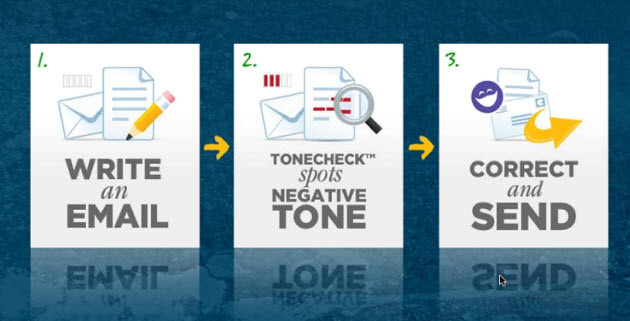 1.
WRITE
an
EMAIL
2.
TONECHECK™
spots
NEGATIVE
TONE
3.
CORRECT
and
SEND